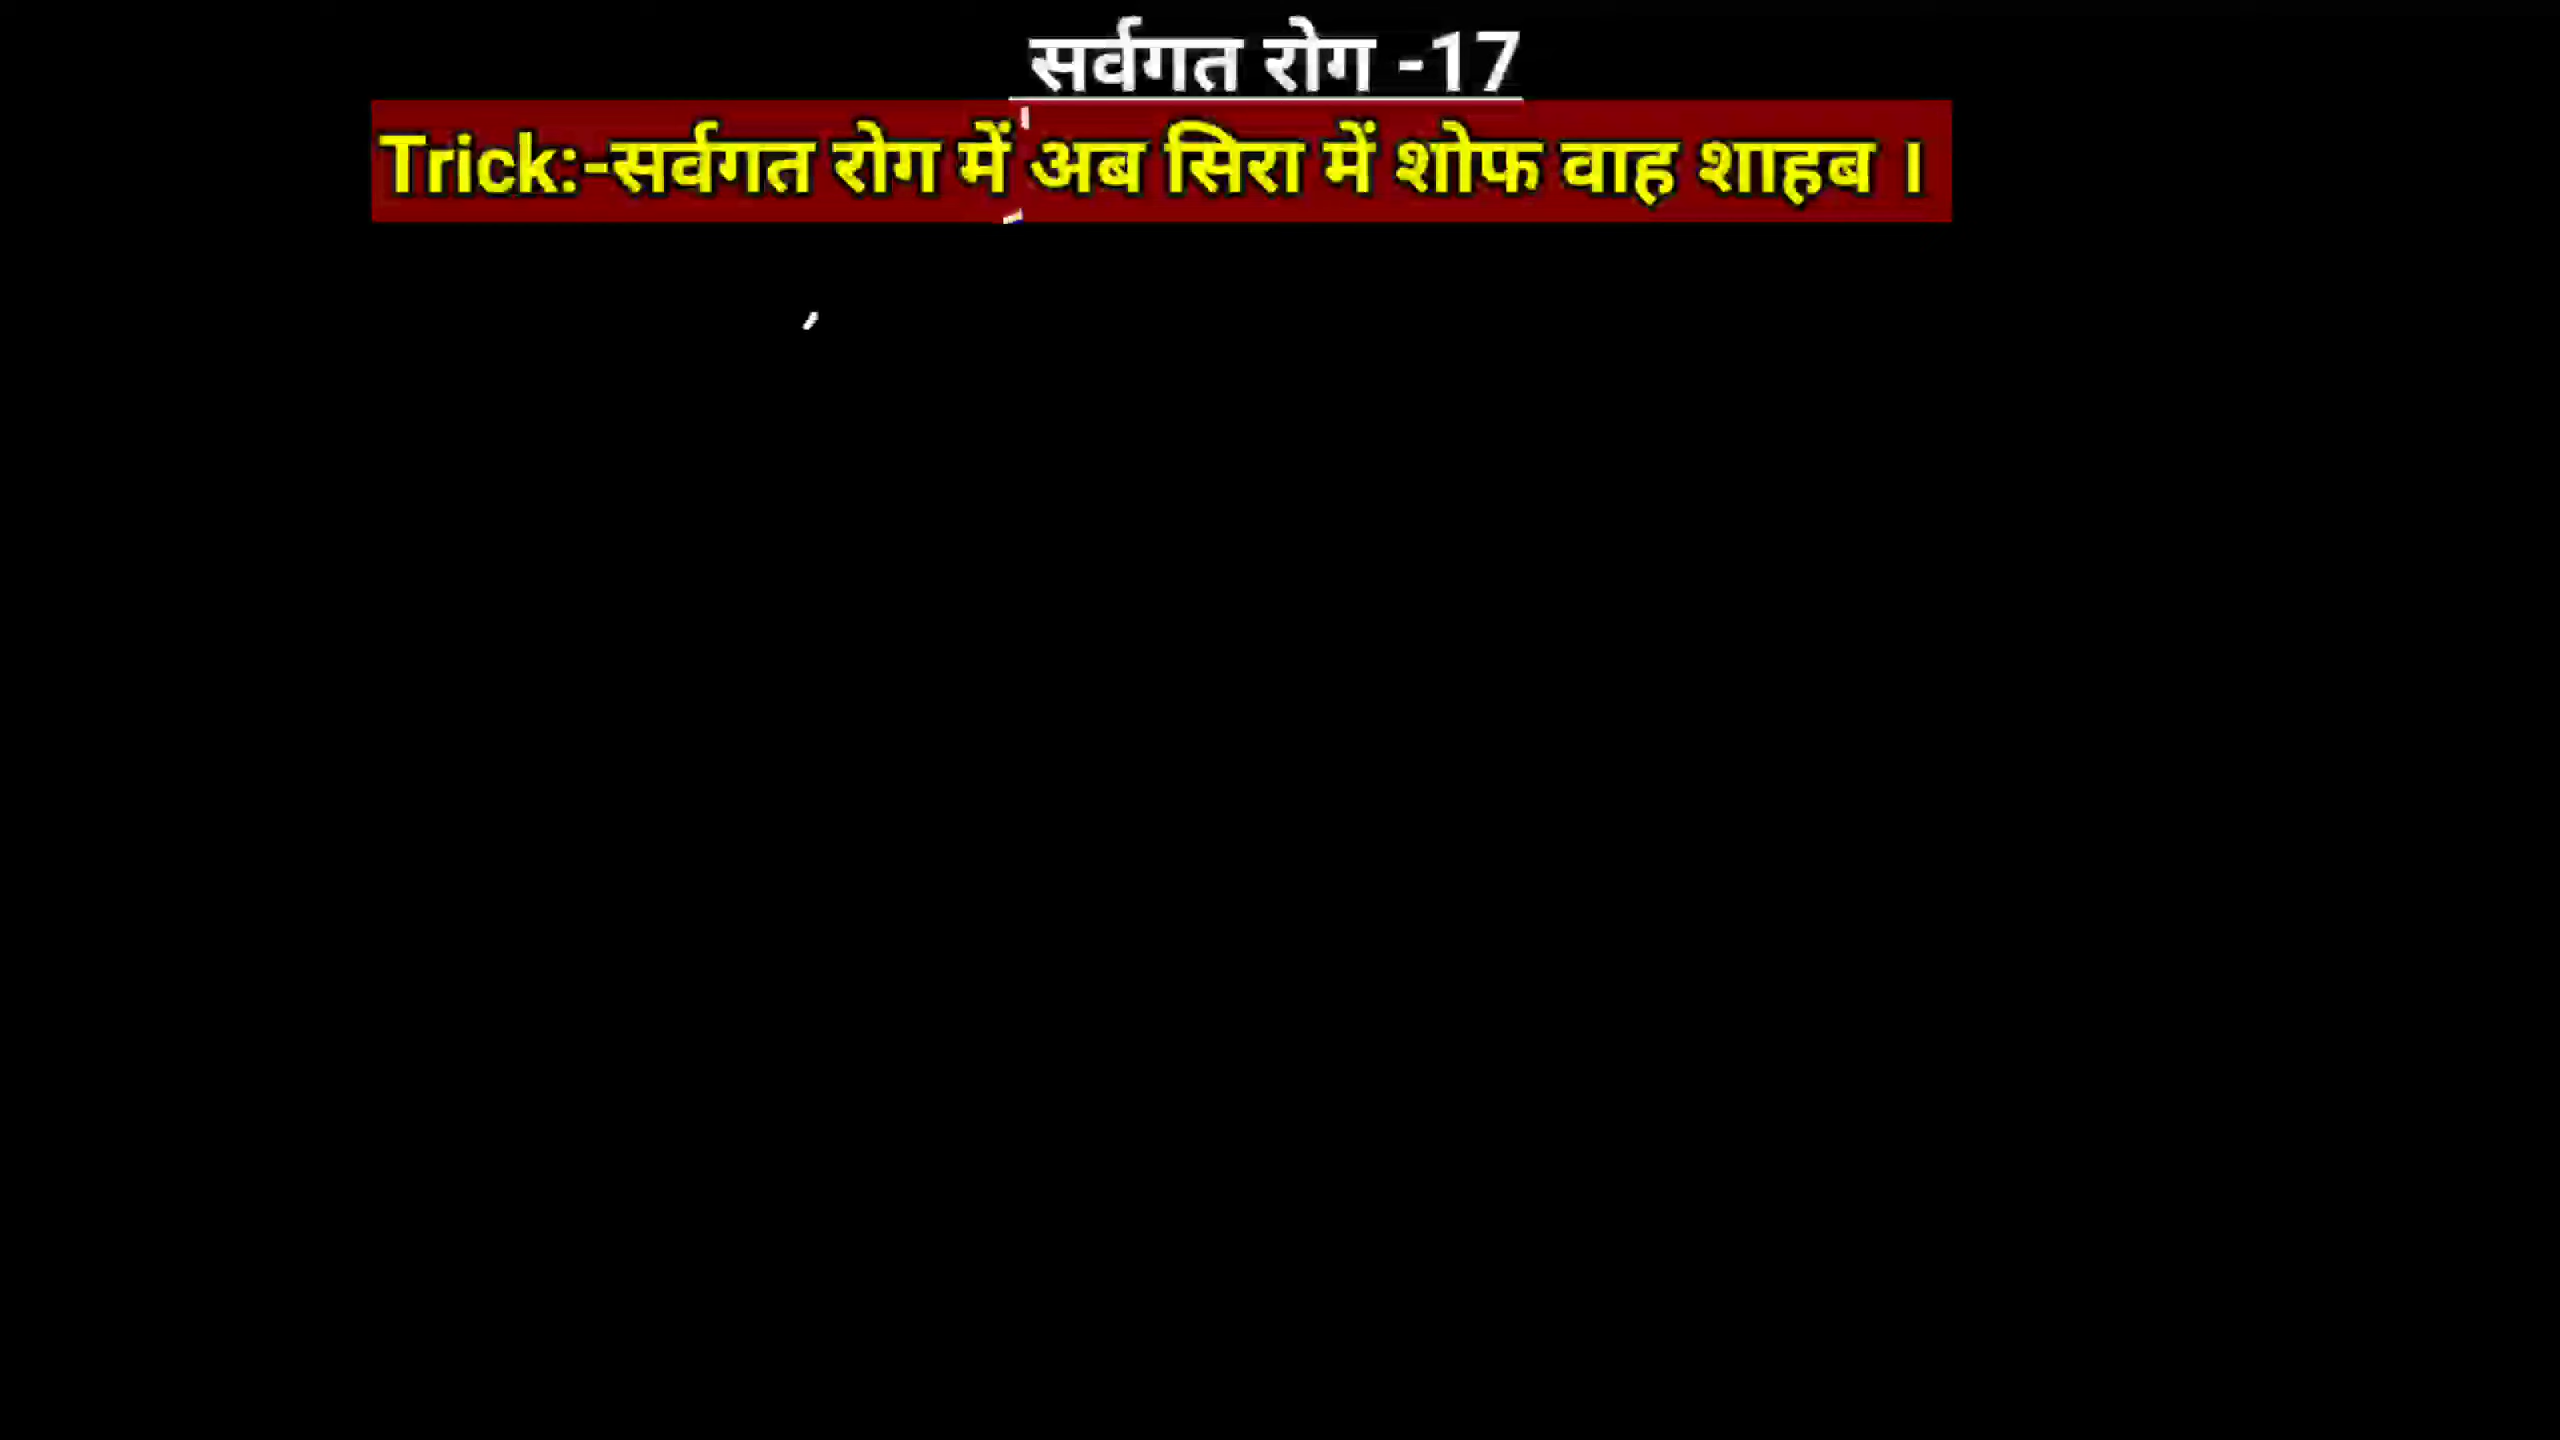 सर्वगत रोग -17
Trick:-सर्वगत रोग में अब सिरा में शोफ वाह शाहब ।